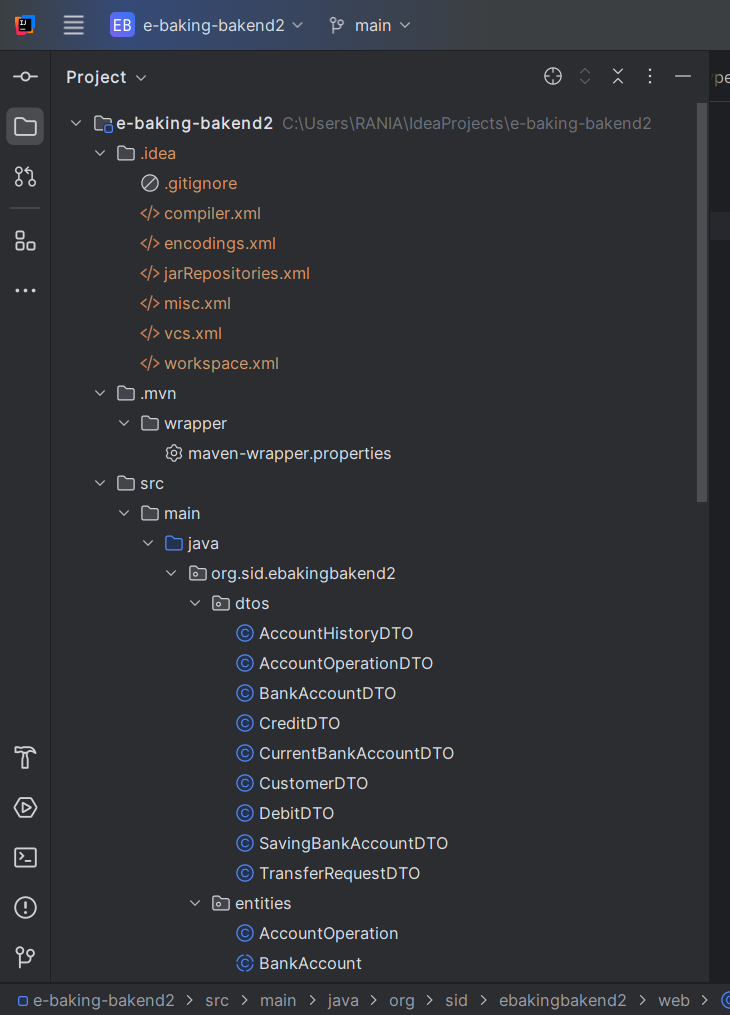 EB e-baking-bakend2 main
Project
e-baking-bakend2 C:\Users\RANIA\IdeaProjects\e-baking-bakend2
.idea
.gitignore
</> compiler.xml
</> encodings.xml
</> jarRepositories.xml
</> misc.xml
</> vcs.xml
</> workspace.xml
.mvn
wrapper
maven-wrapper.properties
src
main
java
org.sid.ebakingbakend2
dtos
C AccountHistoryDTO
C AccountOperationDTO
C BankAccountDTO
C CreditDTO
C CurrentBankAccountDTO
C CustomerDTO
C DebitDTO
C SavingBankAccountDTO
C TransferRequestDTO
entities
C AccountOperation
C BankAccount
e-baking-bakend2 > src > main > java > org > sid > ebakingbakend2 > web >